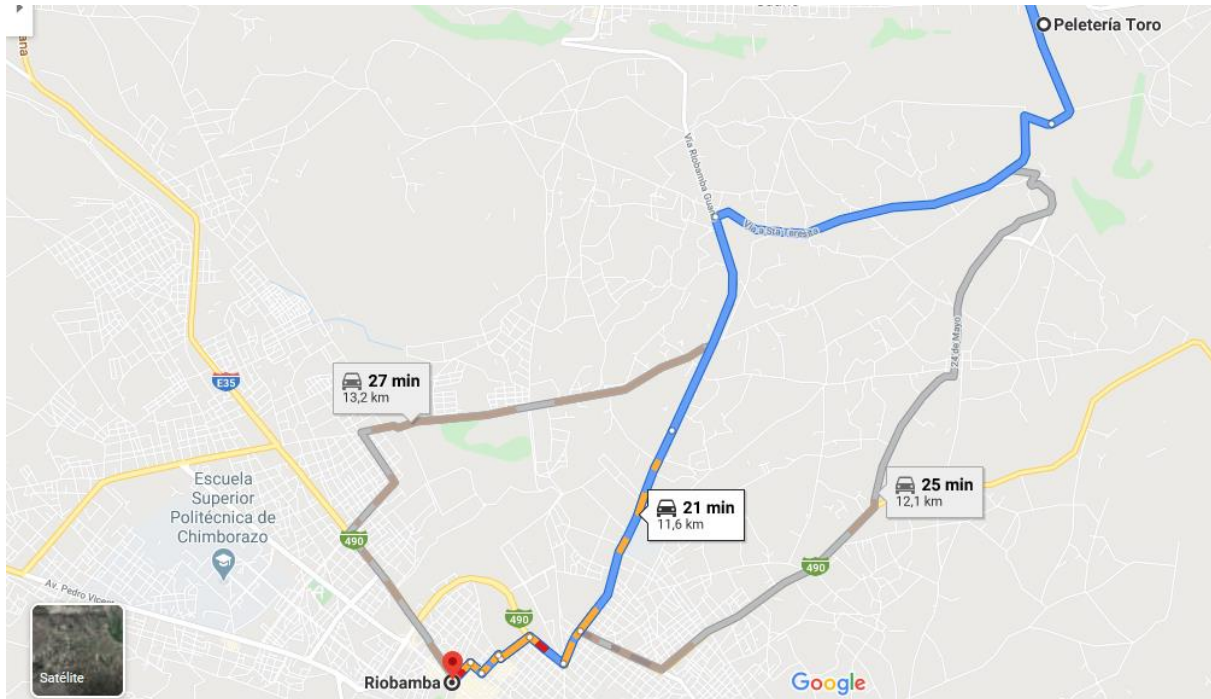 Peletería Toro
Vía Riobamba Gua
Vía a Sta Teresita
24 de Mayo
27 min
13,2 km
E35
Escuela
Superior
Politécnica de
Chimborazo
25 min
12,1 km
21 min
11,6 km
490
490
490
Av. Pedro Vicent
Satélite
Riobamba
Google